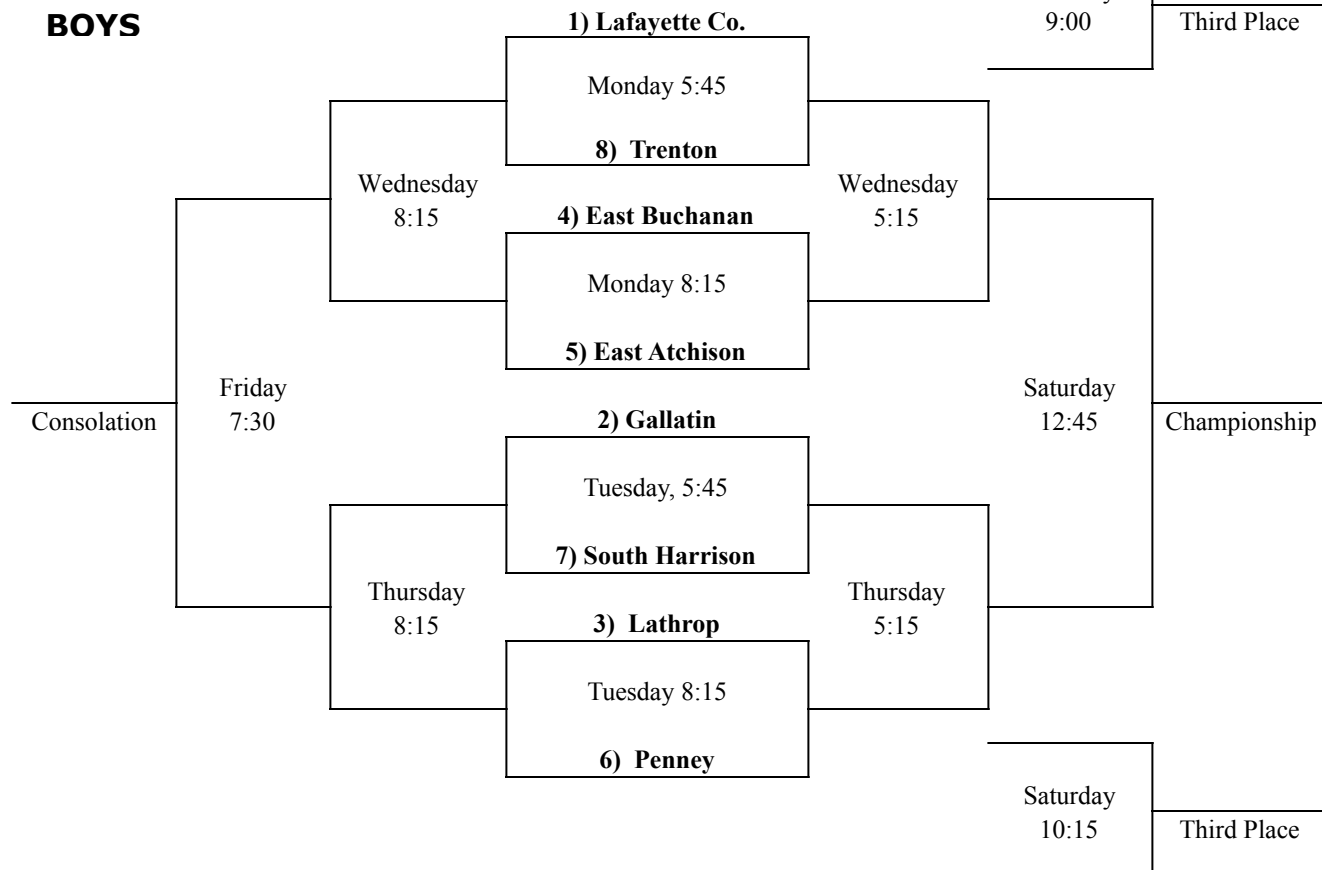 BOYS
1) Lafayette Co.
9:00
Third Place
Monday 5:45
8) Trenton
Wednesday
8:15
Wednesday
5:15
4) East Buchanan
Monday 8:15
5) East Atchison
Friday
7:30
Consolation
Saturday
12:45
Championship
2) Gallatin
Tuesday, 5:45
7) South Harrison
Thursday
8:15
Thursday
5:15
3) Lathrop
Tuesday 8:15
6) Penney
Saturday
10:15
Third Place